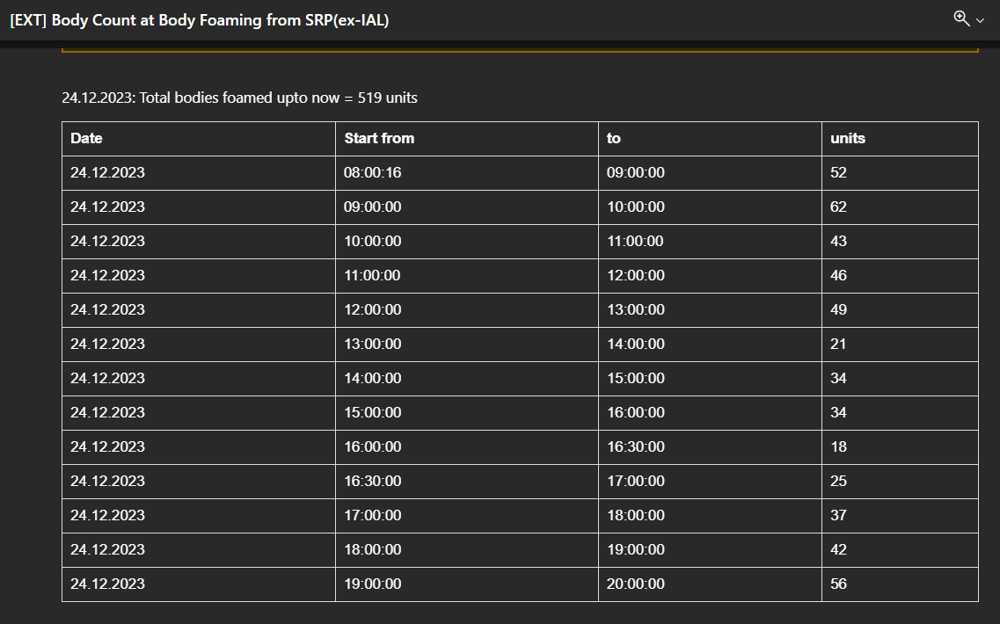 [EXT] Body Count at Body Foaming from SRP(ex-IAL)
24.12.2023: Total bodies foamed upto now = 519 units
Date Start from to units
24.12.2023 08:00:16 09:00:00 52
24.12.2023 09:00:00 10:00:00 62
24.12.2023 10:00:00 11:00:00 43
24.12.2023 11:00:00 12:00:00 46
24.12.2023 12:00:00 13:00:00 49
24.12.2023 13:00:00 14:00:00 21
24.12.2023 14:00:00 15:00:00 34
24.12.2023 15:00:00 16:00:00 34
24.12.2023 16:00:00 16:30:00 18
24.12.2023 16:30:00 17:00:00 25
24.12.2023 17:00:00 18:00:00 37
24.12.2023 18:00:00 19:00:00 42
24.12.2023 19:00:00 20:00:00 56